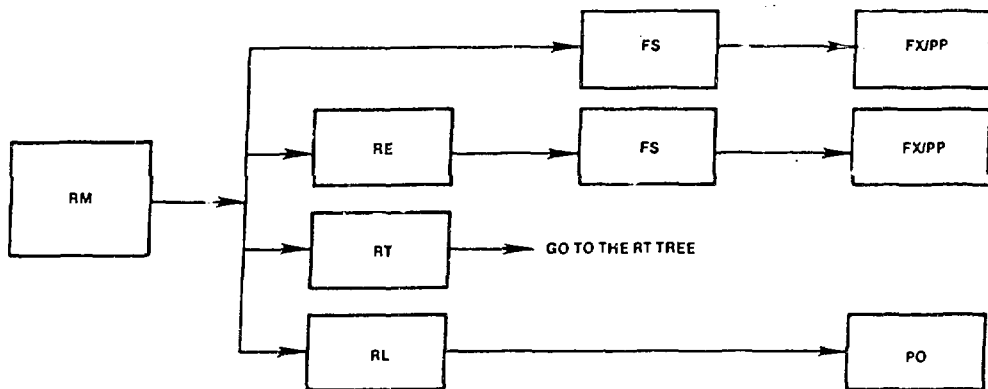 FS
FX/PP
RE
FS
FX/PP
RM
RT
GO TO THE RT TREE
RL
PO